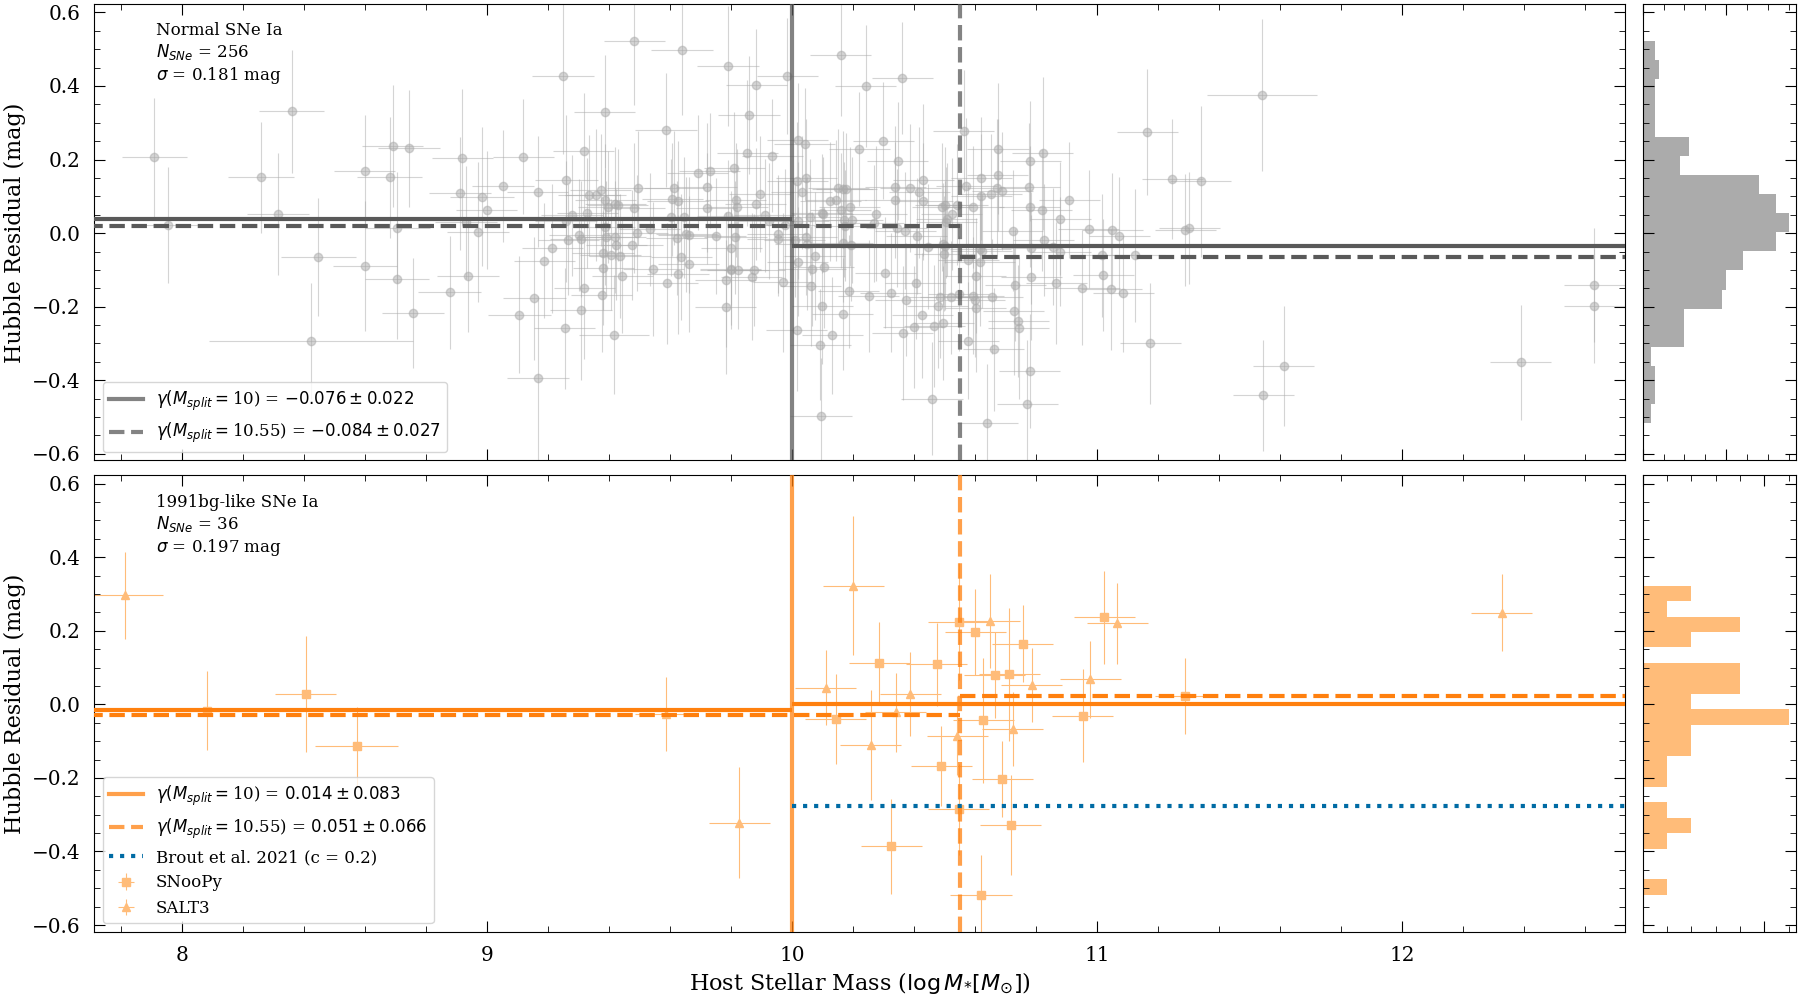 Normal SNe Ia
N_SNe = 256
σ = 0.181 mag
Hubble Residual (mag)
0.6
0.4
0.2
0.0
−0.2
−0.4
−0.6
γ(M_split = 10) = −0.076 ± 0.022
γ(M_split = 10.55) = −0.084 ± 0.027
1991bg-like SNe Ia
N_SNe = 36
σ = 0.197 mag
Hubble Residual (mag)
0.6
0.4
0.2
0.0
−0.2
−0.4
−0.6
γ(M_split = 10) = 0.014 ± 0.083
γ(M_split = 10.55) = 0.051 ± 0.066
Brout et al. 2021 (c = 0.2)
SNooPy
SALT3
8 9 10 11 12
Host Stellar Mass (log M_*[M_⊙])